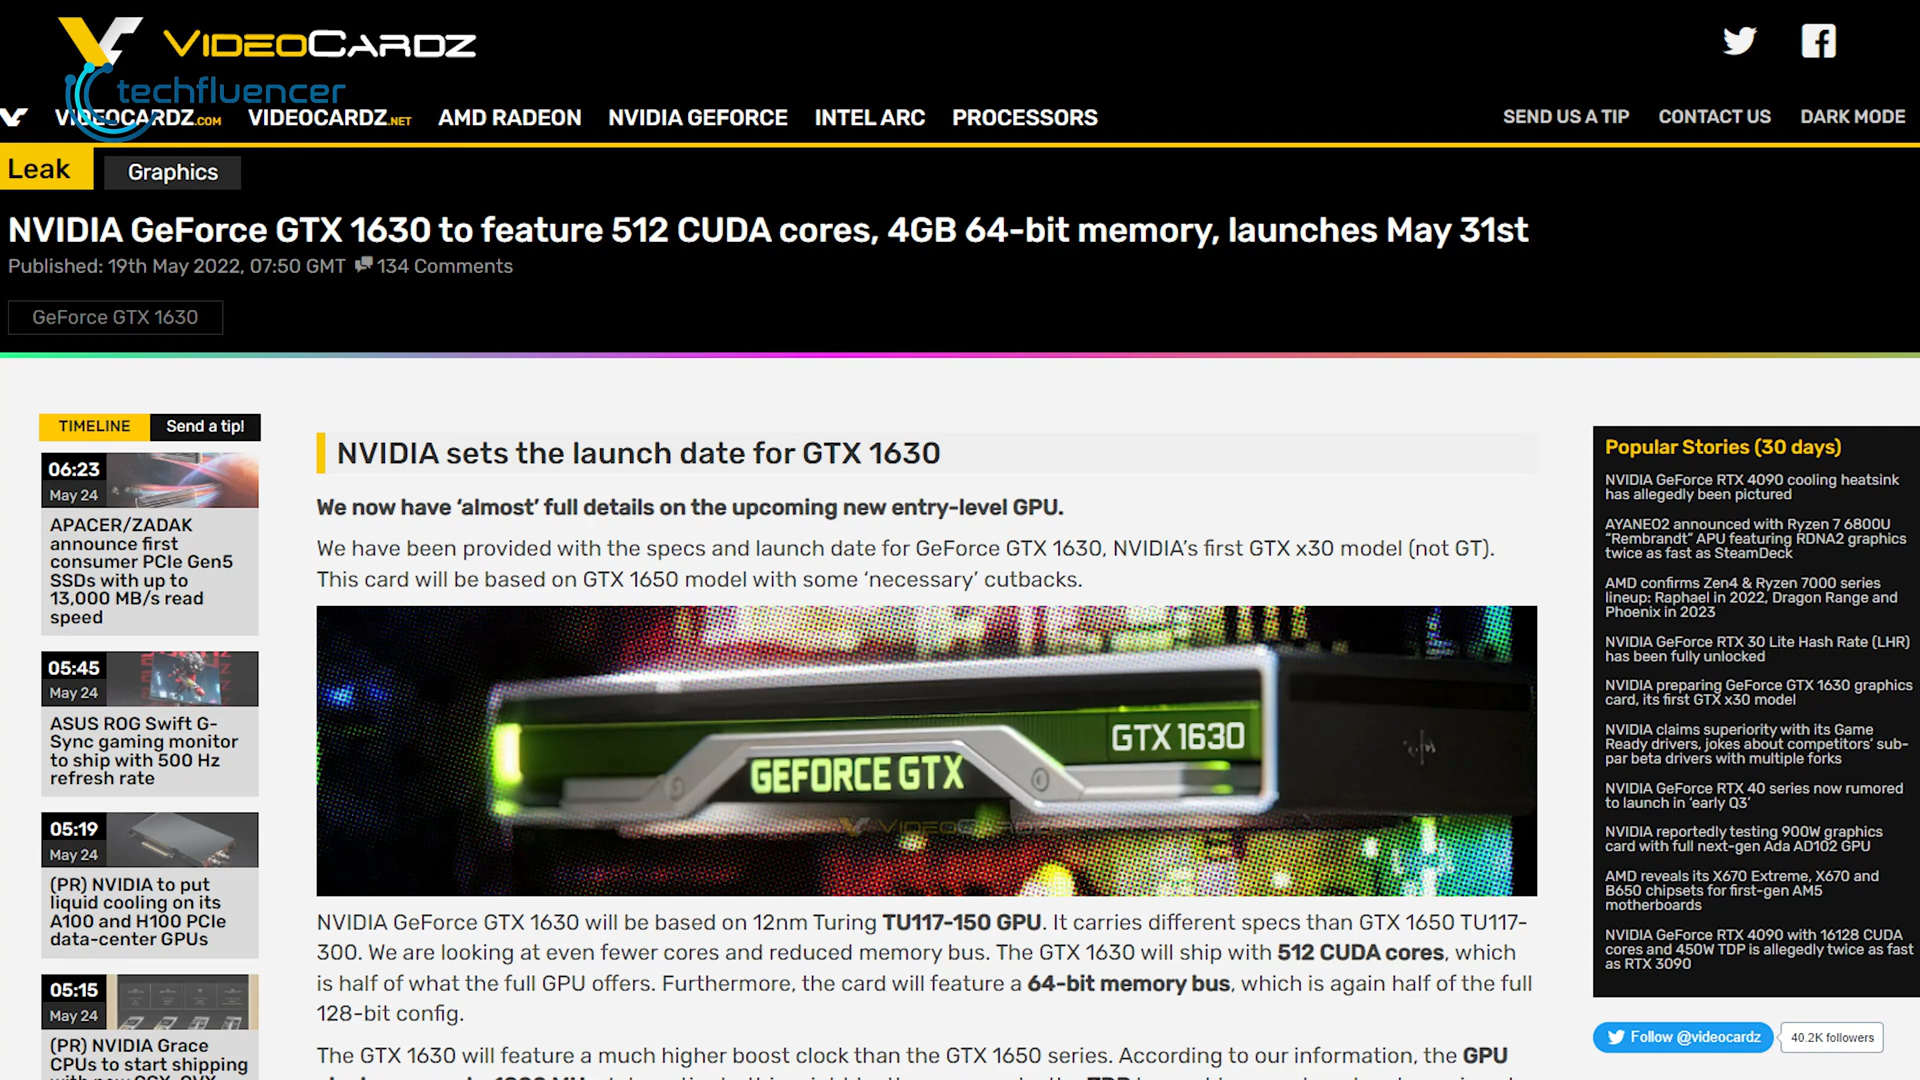 VIDEOCARDZ
techfluencer
VIDEOCARDZ.COM VIDEOCARDZ.NET AMD RADEON NVIDIA GEFORCE INTEL ARC PROCESSORS SEND US A TIP CONTACT US DARK MODE
Leak Graphics
NVIDIA GeForce GTX 1630 to feature 512 CUDA cores, 4GB 64-bit memory, launches May 31st
Published: 19th May 2022, 07:50 GMT 134 Comments
GeForce GTX 1630
TIMELINE Send a tip!
06:23
May 24
APACER/ZADAK
announce first
consumer PCIe Gen5
SSDs with up to
13,000 MB/s read
speed
05:45
May 24
ASUS ROG Swift G-
Sync gaming monitor
to ship with 500 Hz
refresh rate
05:19
May 24
(PR) NVIDIA to put
liquid cooling on its
A100 and H100 PCIe
data-center GPUs
05:15
May 24
(PR) NVIDIA Grace
CPUs to start shipping
NVIDIA sets the launch date for GTX 1630
We now have ‘almost’ full details on the upcoming new entry-level GPU.
We have been provided with the specs and launch date for GeForce GTX 1630, NVIDIA’s first GTX x30 model (not GT).
This card will be based on GTX 1650 model with some ‘necessary’ cutbacks.
GTX 1630
GEFORCE GTX
VIDEOCARDZ
NVIDIA GeForce GTX 1630 will be based on 12nm Turing TU117-150 GPU. It carries different specs than GTX 1650 TU117-
300. We are looking at even fewer cores and reduced memory bus. The GTX 1630 will ship with 512 CUDA cores, which
is half of what the full GPU offers. Furthermore, the card will feature a 64-bit memory bus, which is again half of the full
128-bit config.
The GTX 1630 will feature a much higher boost clock than the GTX 1650 series. According to our information, the GPU
Popular Stories (30 days)
NVIDIA GeForce RTX 4090 cooling heatsink
has allegedly been pictured
AYANEO2 announced with Ryzen 7 6800U
“Rembrandt” APU featuring RDNA2 graphics
twice as fast as SteamDeck
AMD confirms Zen4 & Ryzen 7000 series
lineup: Raphael in 2022, Dragon Range and
Phoenix in 2023
NVIDIA GeForce RTX 30 Lite Hash Rate (LHR)
has been fully unlocked
NVIDIA preparing GeForce GTX 1630 graphics
card, its first GTX x30 model
NVIDIA claims superiority with its Game
Ready drivers, jokes about competitors’ sub-
par beta drivers with multiple forks
NVIDIA GeForce RTX 40 series now rumored
to launch in ‘early Q3’
NVIDIA reportedly testing 900W graphics
card with full next-gen Ada AD102 GPU
AMD reveals its X670 Extreme, X670 and
B650 chipsets for first-gen AM5
motherboards
NVIDIA GeForce RTX 4090 with 16128 CUDA
cores and 450W TDP is allegedly twice as fast
as RTX 3090
Follow @videocardz 40.2K followers